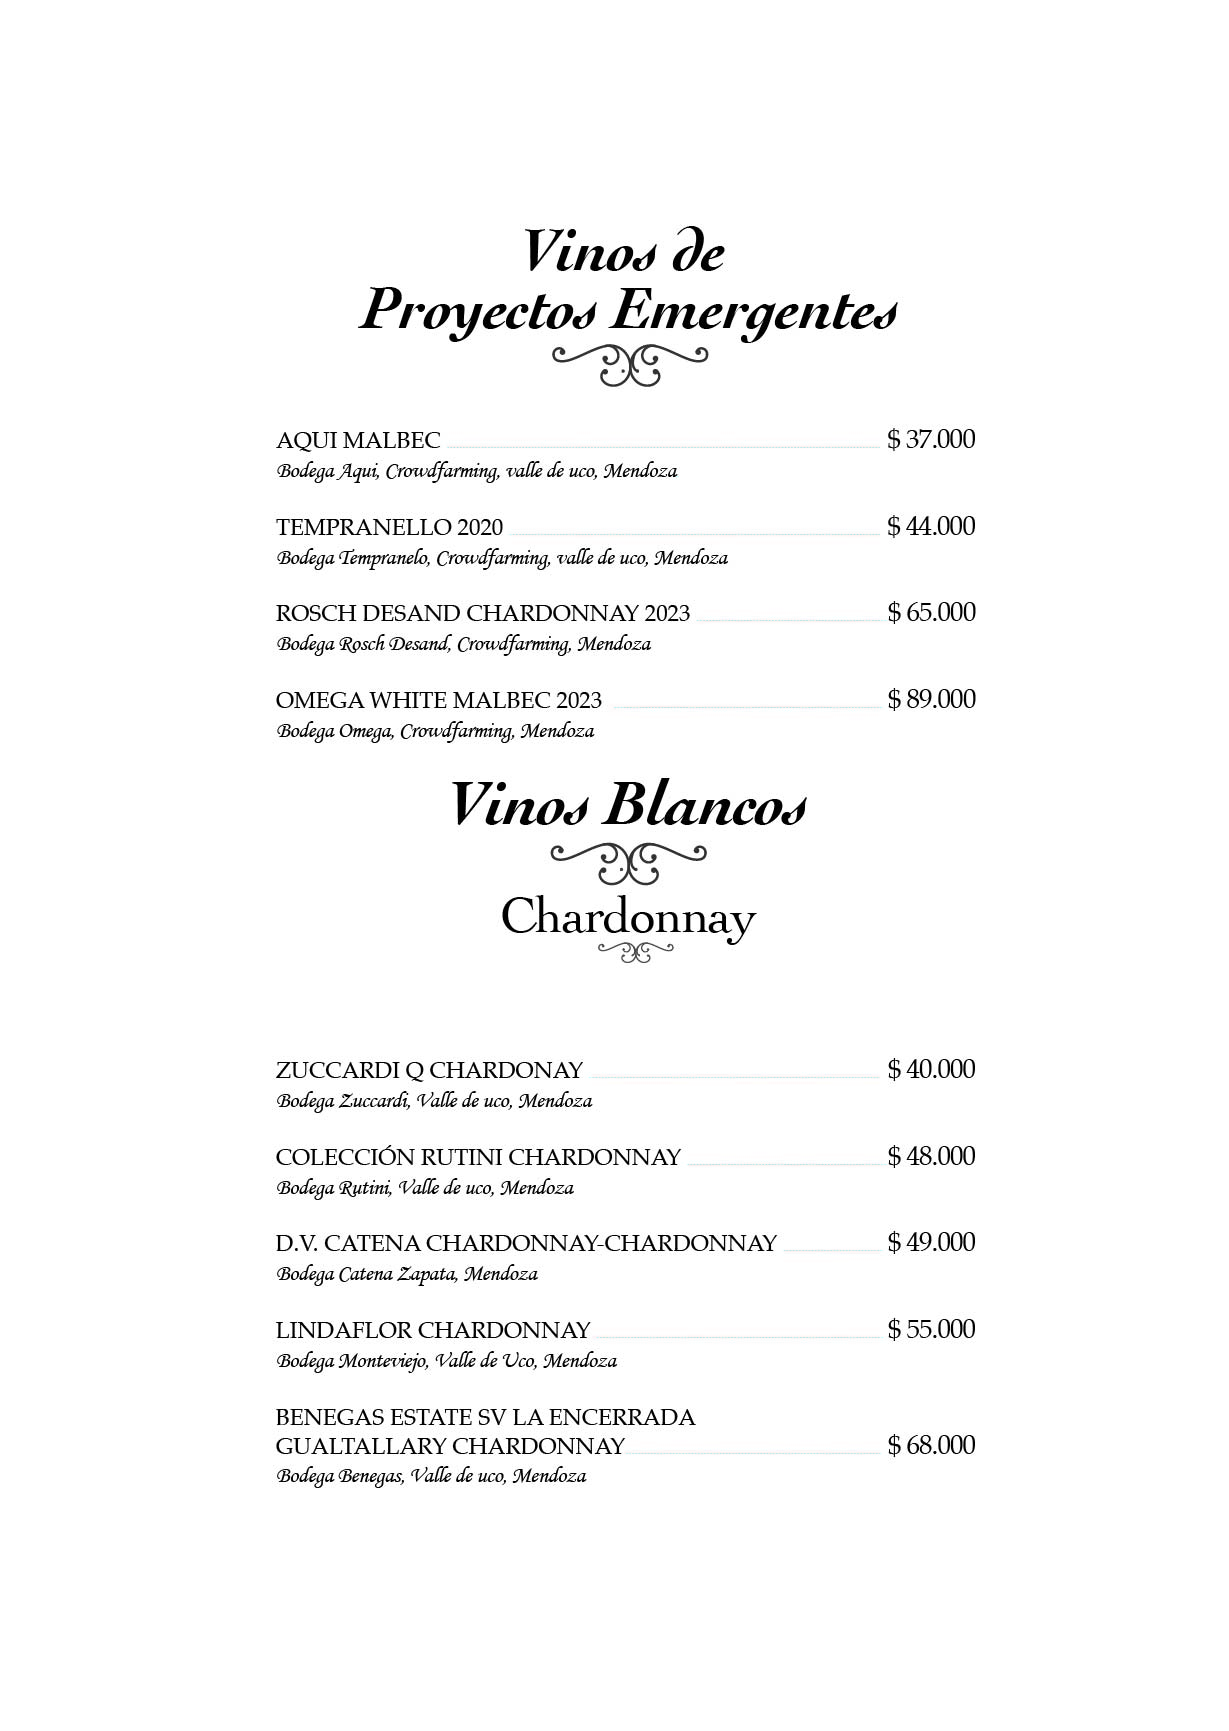 Vinos de
Proyectos Emergentes
AQUI MALBEC $ 37.000
Bodega Aqui, Crowdfarming, valle de uco, Mendoza
TEMPRANELLO 2020 $ 44.000
Bodega Tempranelo, Crowdfarming, valle de uco, Mendoza
ROSCH DESAND CHARDONNAY 2023 $ 65.000
Bodega Rosch Desand, Crowdfarming, Mendoza
OMEGA WHITE MALBEC 2023 $ 89.000
Bodega Omega, Crowdfarming, Mendoza
Vinos Blancos
Chardonnay
ZUCCARDI Q CHARDONAY $ 40.000
Bodega Zuccardi, Valle de uco, Mendoza
COLECCIÓN RUTINI CHARDONNAY $ 48.000
Bodega Rutini, Valle de uco, Mendoza
D.V. CATENA CHARDONNAY-CHARDONNAY $ 49.000
Bodega Catena Zapata, Mendoza
LINDAFLOR CHARDONNAY $ 55.000
Bodega Monteviejo, Valle de Uco, Mendoza
BENEGAS ESTATE SV LA ENCERRADA
GUALTALLARY CHARDONNAY $ 68.000
Bodega Benegas, Valle de uco, Mendoza